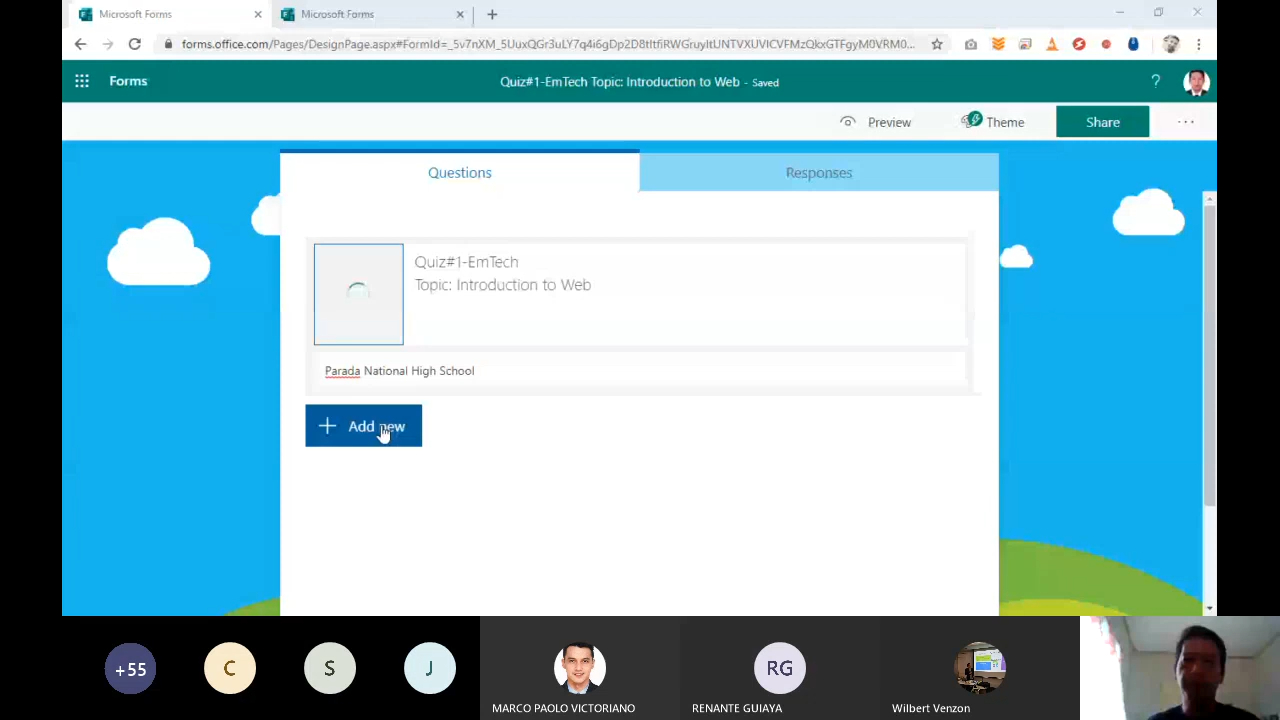 Microsoft Forms
Microsoft Forms
forms.office.com/Pages/DesignPage.aspx#FormId=_5v7nXM_5UuxQGr3uLY7q4i6gDp2D8tItfiRWGruyItUNTVXUVICVFMzQkxGTFgyM0VRM0...
Forms
Quiz#1-EmTech Topic: Introduction to Web - Saved
?
Preview
Theme
Share
...
Questions
Responses
Quiz#1-EmTech
Topic: Introduction to Web
Parada National High School
+ Add new
+55
C
S
J
RG
MARCO PAOLO VICTORIANO
RENANTE GUIAYA
Wilbert Venzon